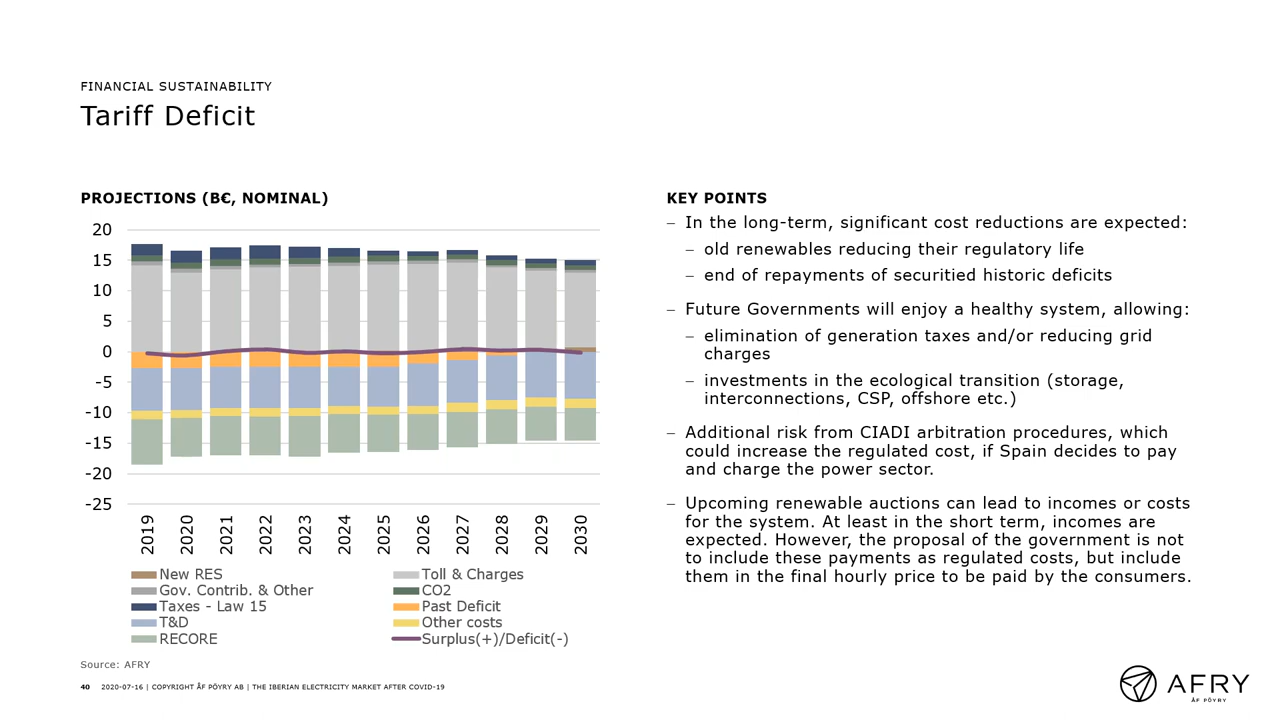 FINANCIAL SUSTAINABILITY
Tariff Deficit
PROJECTIONS (B€, NOMINAL)
20
15
10
5
0
-5
-10
-15
-20
-25
2019
2020
2021
2022
2023
2024
2025
2026
2027
2028
2029
2030
New RES
Toll & Charges
Gov. Contrib. & Other
CO2
Taxes - Law 15
Past Deficit
T&D
Other costs
RECORE
Surplus(+)/Deficit(-)
Source: AFRY
KEY POINTS
– In the long-term, significant cost reductions are expected:
– old renewables reducing their regulatory life
– end of repayments of securitied historic deficits
– Future Governments will enjoy a healthy system, allowing:
– elimination of generation taxes and/or reducing grid
charges
– investments in the ecological transition (storage,
interconnections, CSP, offshore etc.)
– Additional risk from CIADI arbitration procedures, which
could increase the regulated cost, if Spain decides to pay
and charge the power sector.
– Upcoming renewable auctions can lead to incomes or costs
for the system. At least in the short term, incomes are
expected. However, the proposal of the government is not
to include these payments as regulated costs, but include
them in the final hourly price to be paid by the consumers.
40 2020-07-16 | COPYRIGHT ÅF PÖYRY AB | THE IBERIAN ELECTRICITY MARKET AFTER COVID-19
AFRY
ÅF PÖYRY